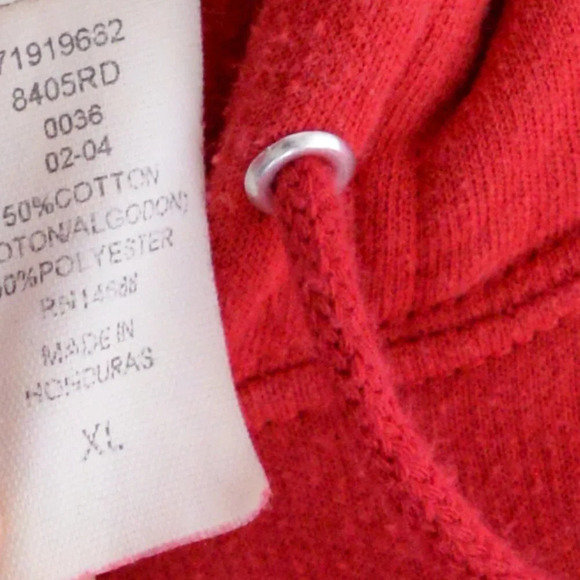 71919682
8405RD
0036
02-04
50%COTTON
OTON/ALGODON)
0%POLYESTER
MADE IN
HONDURAS
XL